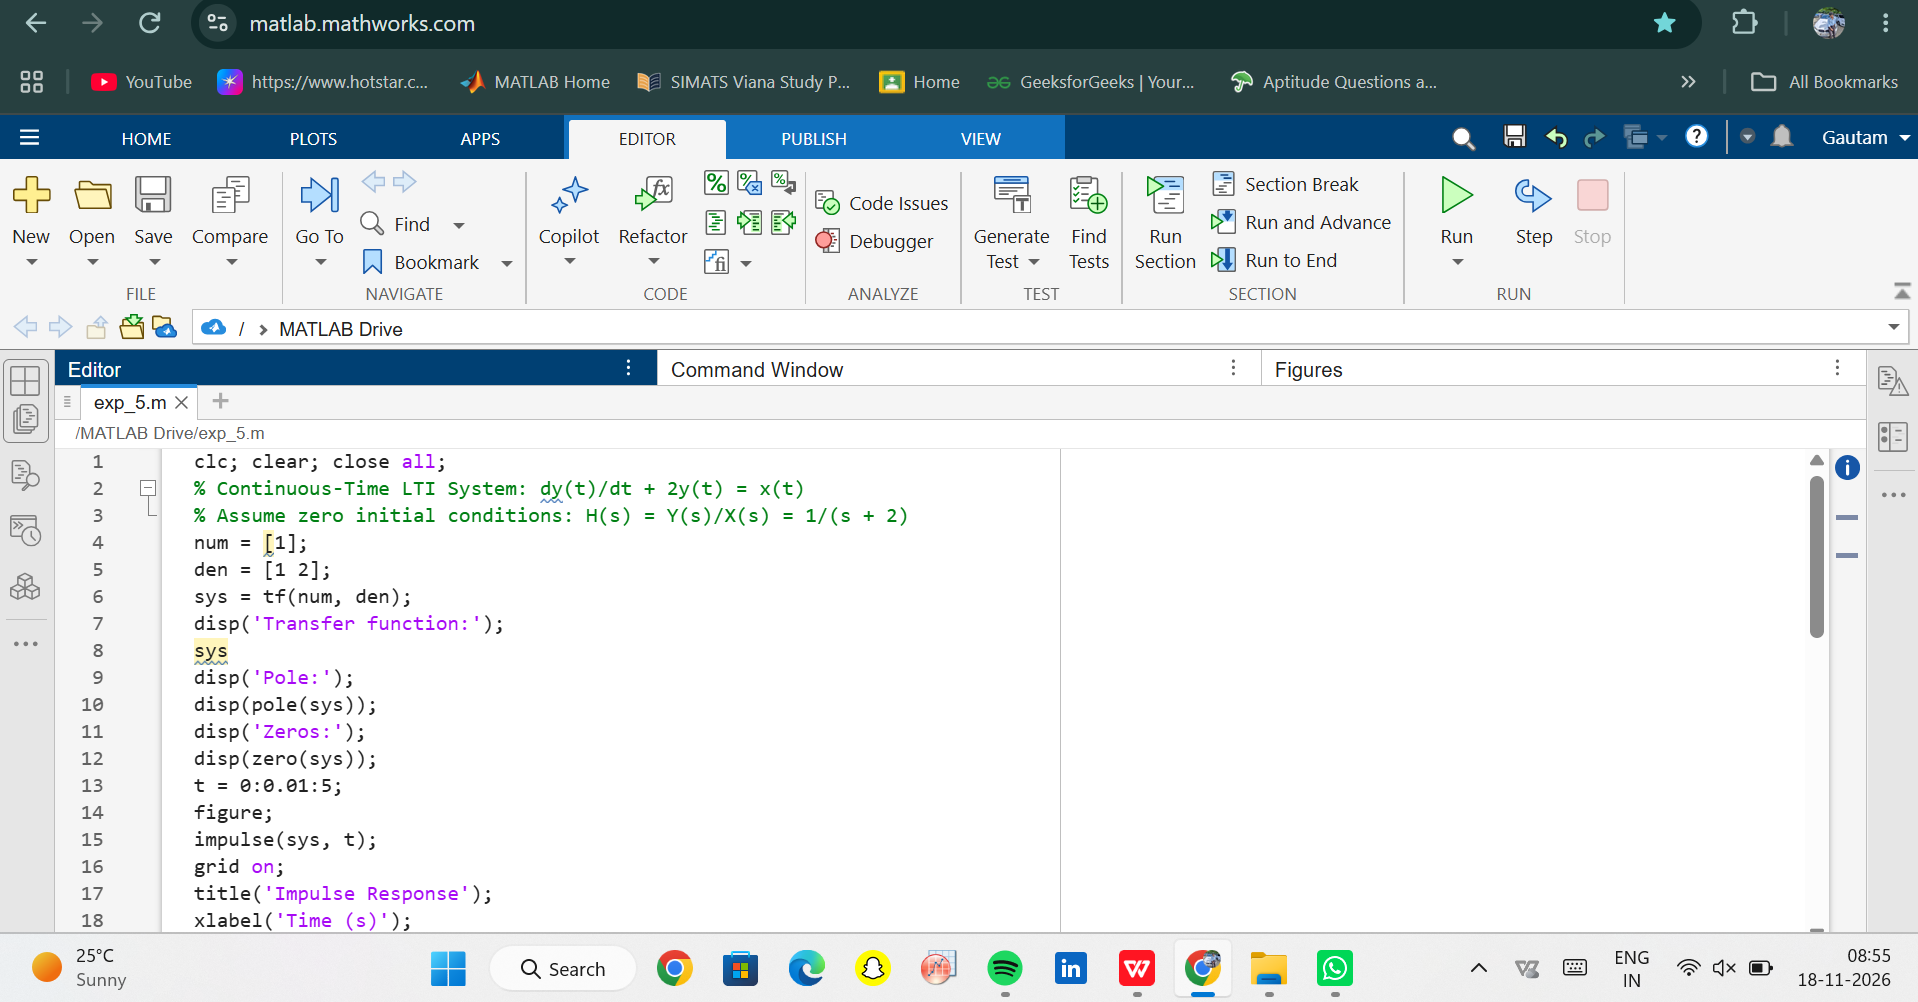 matlab.mathworks.com
YouTube https://www.hotstar.c... MATLAB Home SIMATS Viana Study P... Home GeeksforGeeks | Your... Aptitude Questions a... » All Bookmarks
HOME PLOTS APPS EDITOR PUBLISH VIEW Gautam
Code Issues
Section Break
Find
Debugger
Run and Advance
New Open Save Compare Go To Copilot Refactor Generate Find Run Run Step Stop
Bookmark
Test Tests Section Run to End
FILE NAVIGATE CODE ANALYZE TEST SECTION RUN
/ > MATLAB Drive
Editor Command Window Figures
exp_5.m
/MATLAB Drive/exp_5.m
1 clc; clear; close all;
2 % Continuous-Time LTI System: dy(t)/dt + 2y(t) = x(t)
3 % Assume zero initial conditions: H(s) = Y(s)/X(s) = 1/(s + 2)
4 num = [1];
5 den = [1 2];
6 sys = tf(num, den);
7 disp('Transfer function:');
8 sys
9 disp('Pole:');
10 disp(pole(sys));
11 disp('Zeros:');
12 disp(zero(sys));
13 t = 0:0.01:5;
14 figure;
15 impulse(sys, t);
16 grid on;
17 title('Impulse Response');
18 xlabel('Time (s)');
25°C
Sunny
Search
ENG
IN
08:55
18-11-2026